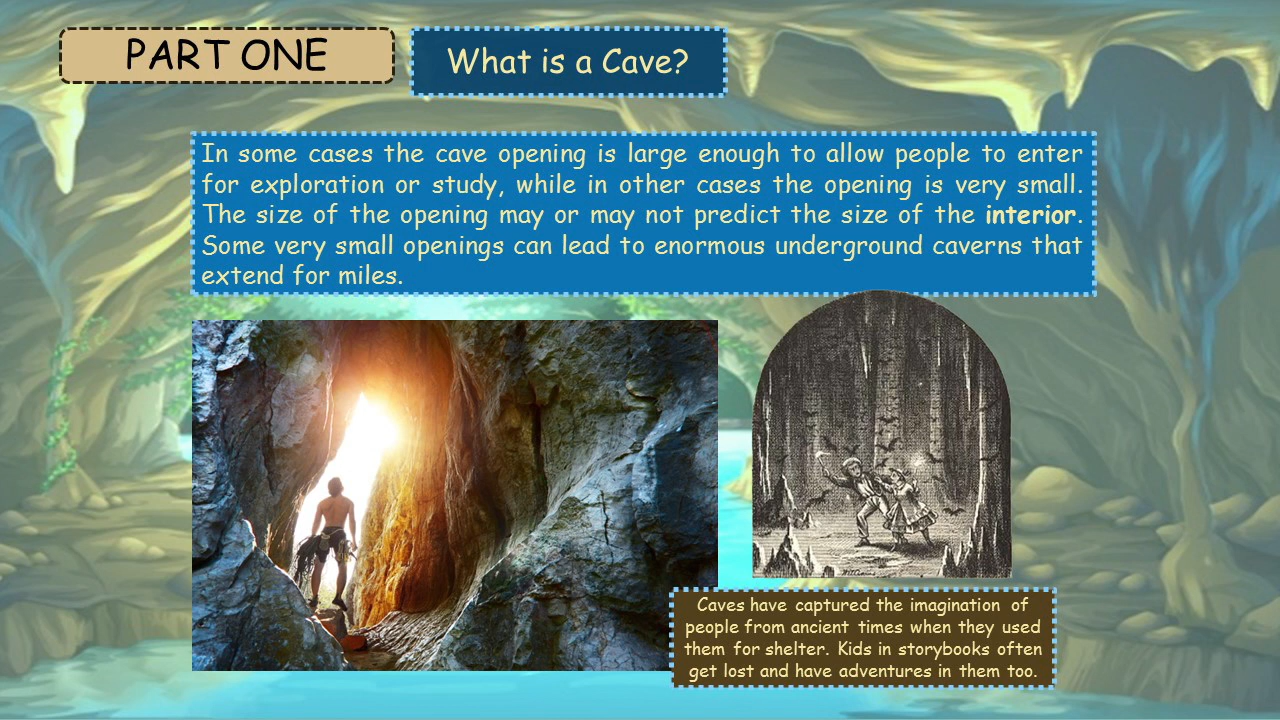 PART ONE
What is a Cave?
In some cases the cave opening is large enough to allow people to enter
for exploration or study, while in other cases the opening is very small.
The size of the opening may or may not predict the size of the interior.
Some very small openings can lead to enormous underground caverns that
extend for miles.
Caves have captured the imagination of
people from ancient times when they used
them for shelter. Kids in storybooks often
get lost and have adventures in them too.